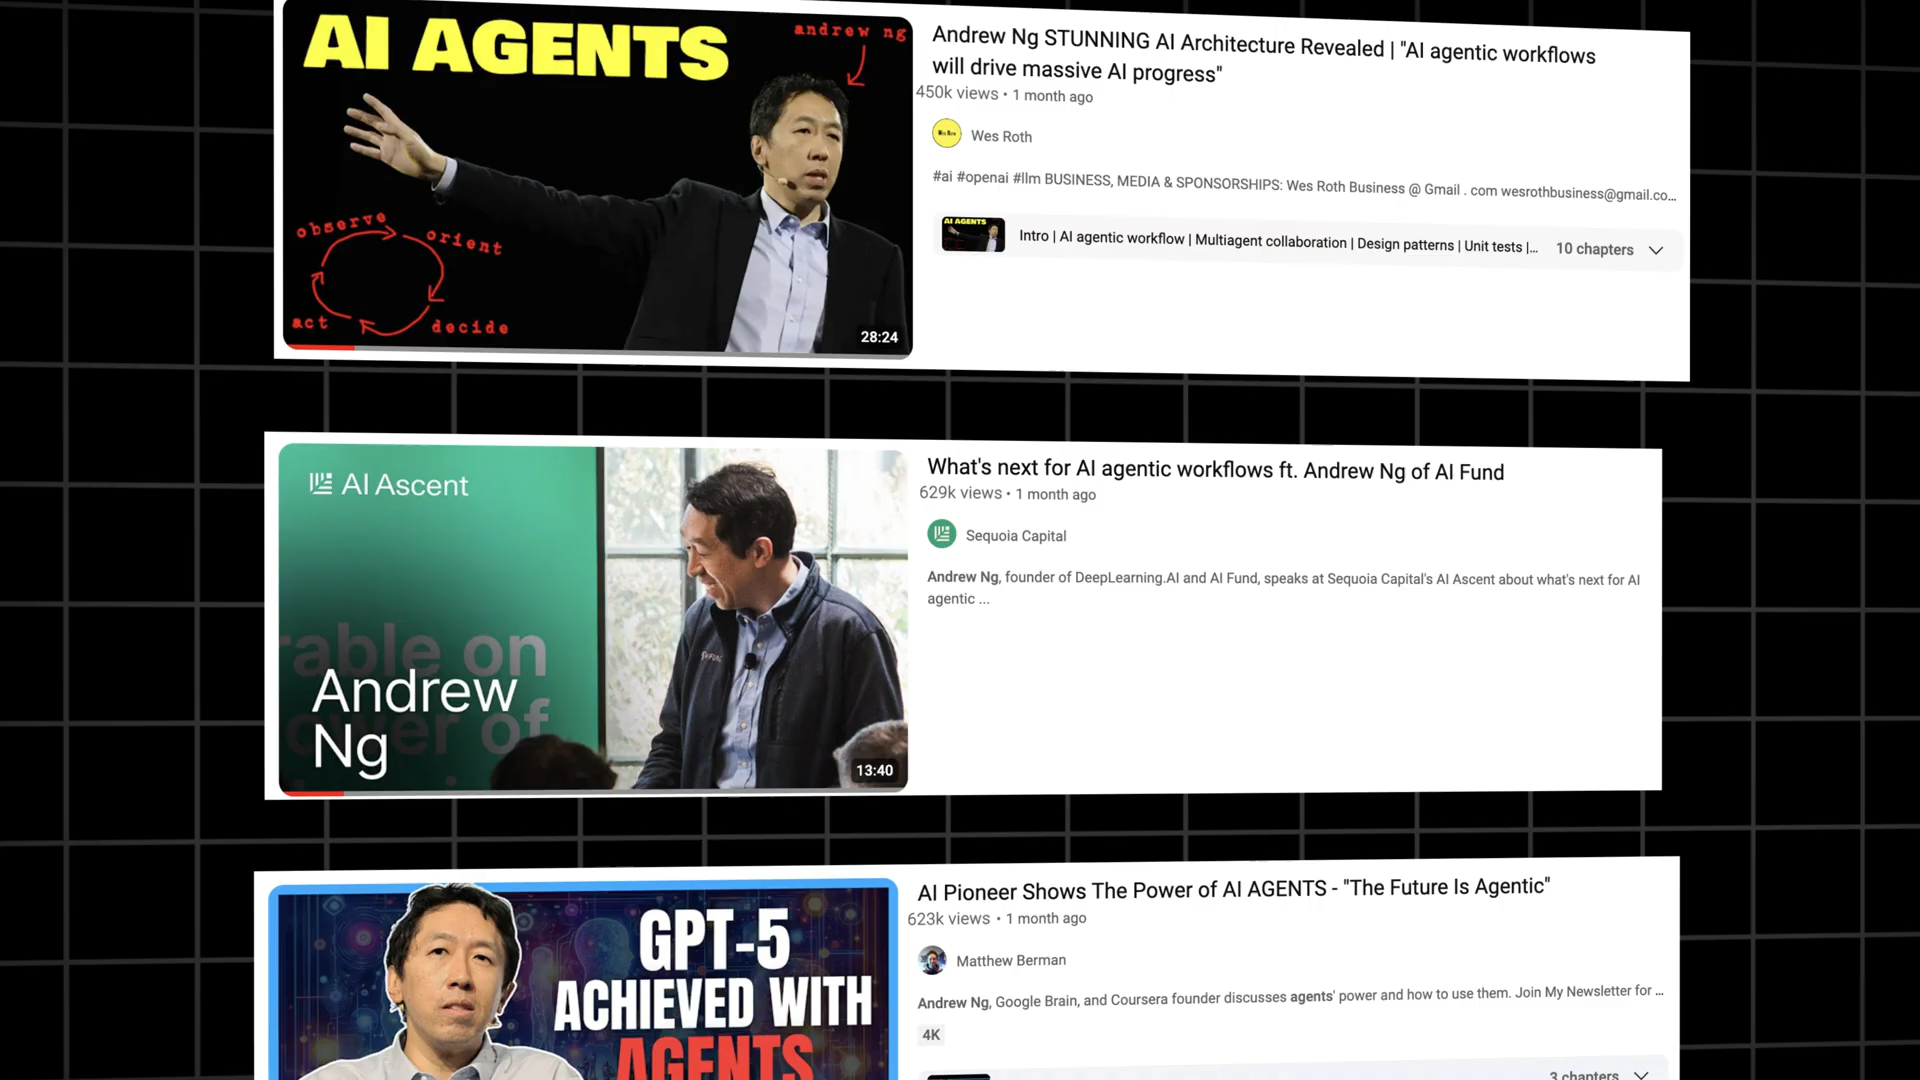 AI AGENTS
andrew ng
observe
orient
act
decide
28:24
Andrew Ng STUNNING AI Architecture Revealed | "AI agentic workflows
will drive massive AI progress"
450k views • 1 month ago
Wes Roth
#ai #openai #llm BUSINESS, MEDIA & SPONSORSHIPS: Wes Roth Business @ Gmail . com wesrothbusiness@gmail.co...
AI AGENTS
Intro | AI agentic workflow | Multiagent collaboration | Design patterns | Unit tests |...
10 chapters
AI Ascent
rable on
ower of
Andrew
Ng
13:40
What's next for AI agentic workflows ft. Andrew Ng of AI Fund
629k views • 1 month ago
Sequoia Capital
Andrew Ng, founder of DeepLearning.AI and AI Fund, speaks at Sequoia Capital's AI Ascent about what's next for AI
agentic ...
GPT-5
ACHIEVED WITH
AGENTS
AI Pioneer Shows The Power of AI AGENTS - "The Future Is Agentic"
623k views • 1 month ago
Matthew Berman
Andrew Ng, Google Brain, and Coursera founder discusses agents' power and how to use them. Join My Newsletter for ...
4K
3 chapters